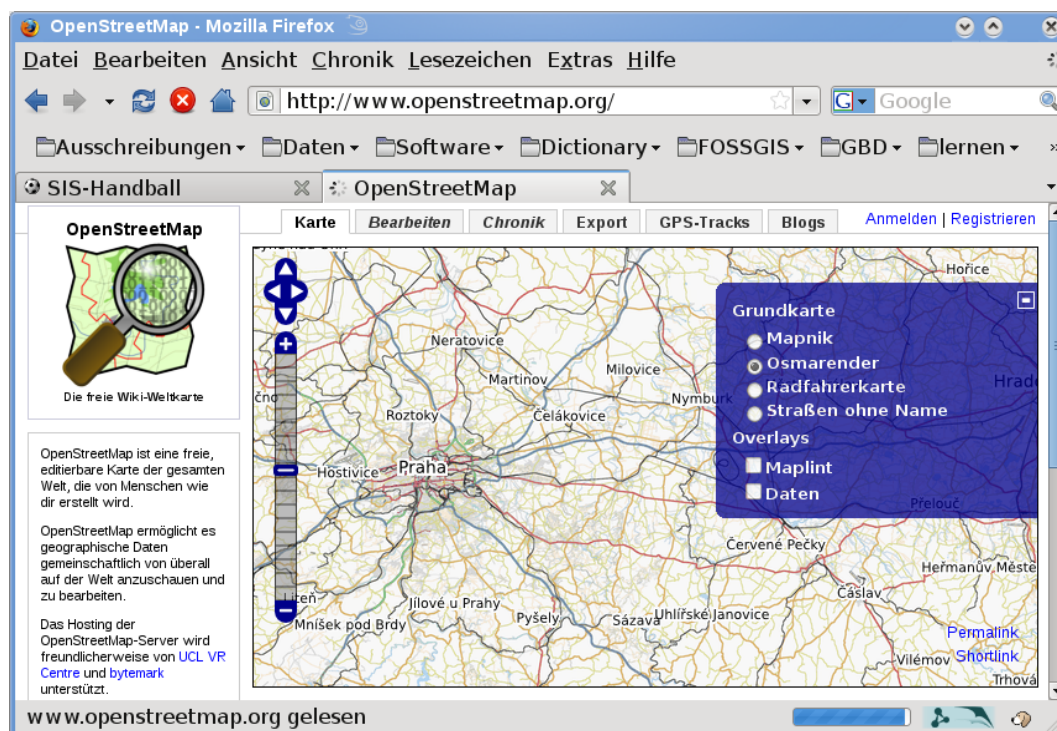 OpenStreetMap - Mozilla Firefox
Datei Bearbeiten Ansicht Chronik Lesezeichen Extras Hilfe
http://www.openstreetmap.org/
G Google
Ausschreibungen Daten Software Dictionary FOSSGIS GBD lernen »
SIS-Handball OpenStreetMap
OpenStreetMap
Die freie Wiki-Weltkarte
OpenStreetMap ist eine freie,
editierbare Karte der gesamten
Welt, die von Menschen wie
dir erstellt wird.
OpenStreetMap ermöglicht es
geographische Daten
gemeinschaftlich von überall
auf der Welt anzuschauen und
zu bearbeiten.
Das Hosting der
OpenStreetMap-Server wird
freundlicherweise von UCL VR
Centre und bytemark
unterstützt.
Karte Bearbeiten Chronik Export GPS-Tracks Blogs Anmelden | Registrieren
Hořice
Neratovice
Milovice
Martinov
Nymburk
Roztoky
Čelákovice
Hostivice
Praha
Hrad
Přelouč
Červené Pečky
Heřmanův Měste
Čáslav
Liteň
Jílové u Prahy
Mníšek pod Brdy
Pyšely
Sázava
Uhlířské Janovice
Vilémov
Trhová
Grundkarte
Mapnik
Osmarender
Radfahrerkarte
Straßen ohne Name
Overlays
Maplint
Daten
Permalink
Shortlink
www.openstreetmap.org gelesen